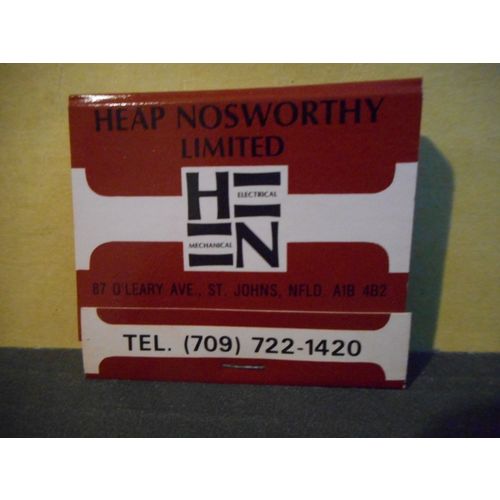 HEAP NOSWORTHY
LIMITED
H ELECTRICAL
MECHANICAL N
87 O'LEARY AVE., ST. JOHNS, NFLD. A1B 4B2
TEL. (709) 722-1420